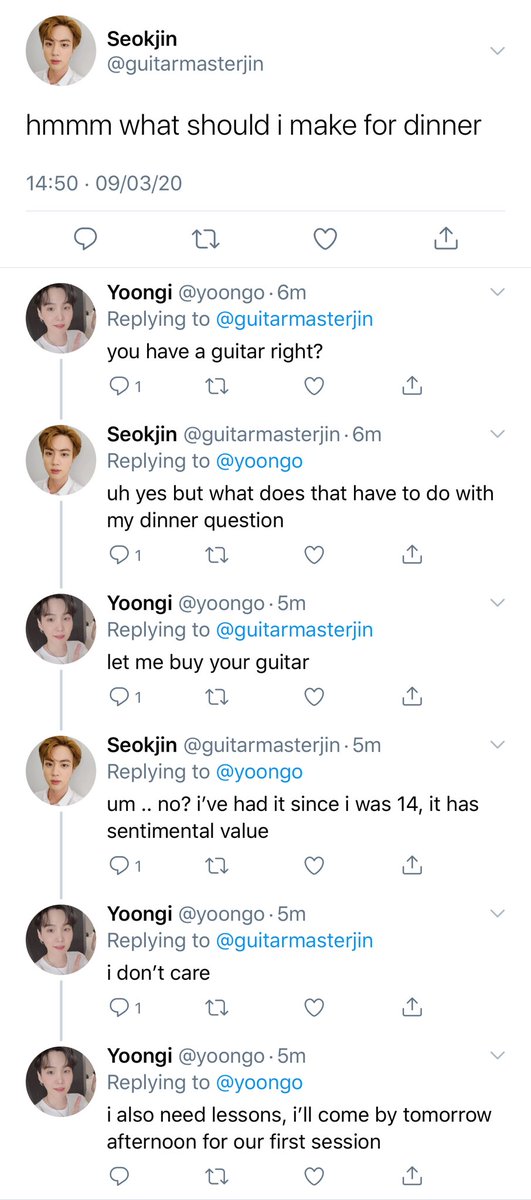 Seokjin
@guitarmasterjin
hmmm what should i make for dinner
14:50 · 09/03/20
Yoongi @yoongo · 6m
Replying to @guitarmasterjin
you have a guitar right?
1
Seokjin @guitarmasterjin · 6m
Replying to @yoongo
uh yes but what does that have to do with
my dinner question
1
Yoongi @yoongo · 5m
Replying to @guitarmasterjin
let me buy your guitar
1
Seokjin @guitarmasterjin · 5m
Replying to @yoongo
um .. no? i’ve had it since i was 14, it has
sentimental value
1
Yoongi @yoongo · 5m
Replying to @guitarmasterjin
i don’t care
1
Yoongi @yoongo · 5m
Replying to @yoongo
i also need lessons, i’ll come by tomorrow
afternoon for our first session